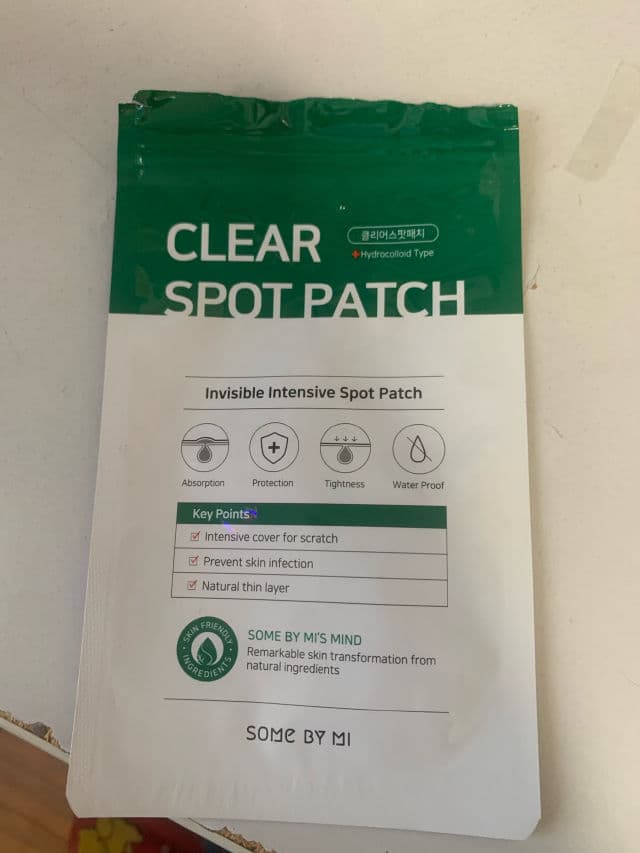 CLEAR
클리어스팟패치
+Hydrocolloid Type
SPOT PATCH
Invisible Intensive Spot Patch
Absorption
Protection
Tightness
Water Proof
Key Points
Intensive cover for scratch
Prevent skin infection
Natural thin layer
SKIN FRIENDLY
INGREDIENTS
SOME BY MI'S MIND
Remarkable skin transformation from
natural ingredients
SOME BY MI